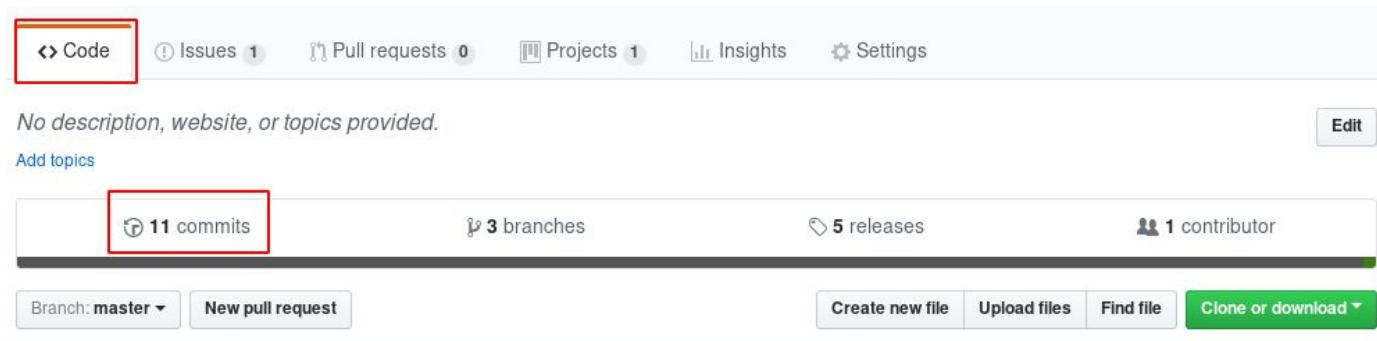 Code Issues 1 Pull requests 0 Projects 1 Insights Settings
No description, website, or topics provided. Edit
Add topics
11 commits 3 branches 5 releases 1 contributor
Branch: master New pull request Create new file Upload files Find file Clone or download